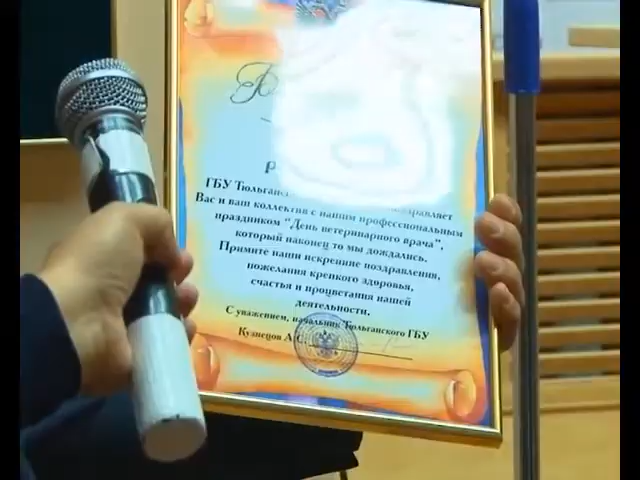 ГБУ Тюльганск
Вас и ваш коллектив с нашим профессиональным
праздником "День ветеринарного врача",
который наконец то мы дождались.
Примите наши искренние поздравления,
пожелания крепкого здоровья,
счастья и процветания нашей
деятельности.
С уважением, начальник Тюльганского ГБУ
Кузнецов А.С.